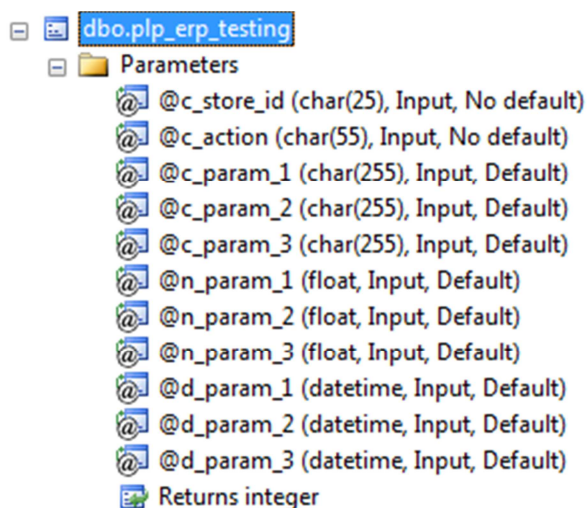 dbo.plp_erp_testing
Parameters
@c_store_id (char(25), Input, No default)
@c_action (char(55), Input, No default)
@c_param_1 (char(255), Input, Default)
@c_param_2 (char(255), Input, Default)
@c_param_3 (char(255), Input, Default)
@n_param_1 (float, Input, Default)
@n_param_2 (float, Input, Default)
@n_param_3 (float, Input, Default)
@d_param_1 (datetime, Input, Default)
@d_param_2 (datetime, Input, Default)
@d_param_3 (datetime, Input, Default)
Returns integer